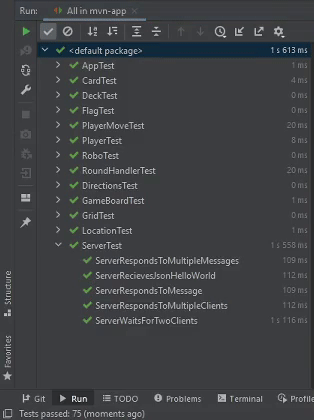 Run: All in mvn-app
<default package> 1 s 613 ms
AppTest 1 ms
CardTest 4 ms
DeckTest 0 ms
FlagTest 0 ms
PlayerMoveTest 20 ms
PlayerTest 8 ms
RoboTest 0 ms
RoundHandlerTest 20 ms
DirectionsTest 0 ms
GameBoardTest 1 ms
GridTest 0 ms
LocationTest 1 ms
ServerTest 1 s 558 ms
ServerRespondsToMultipleMessages 109 ms
ServerRecievesJsonHelloWorld 112 ms
ServerRespondsToMessage 109 ms
ServerRespondsToMultipleClients 112 ms
ServerWaitsForTwoClients 1 s 116 ms
Structure
Favorites
Git Run TODO Problems Terminal Profile
Tests passed: 75 (moments ago)